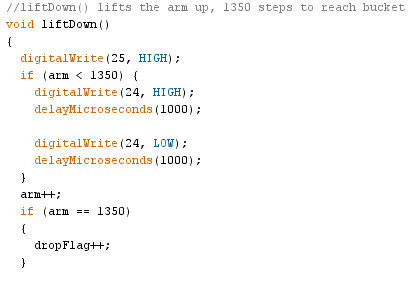 //liftDown() lifts the arm up, 1350 steps to reach bucket
void liftDown()
{
  digitalWrite(25, HIGH);
  if (arm < 1350) {
    digitalWrite(24, HIGH);
    delayMicroseconds(1000);

    digitalWrite(24, LOW);
    delayMicroseconds(1000);
  }
  arm++;
  if (arm == 1350)
  {
    dropFlag++;
  }